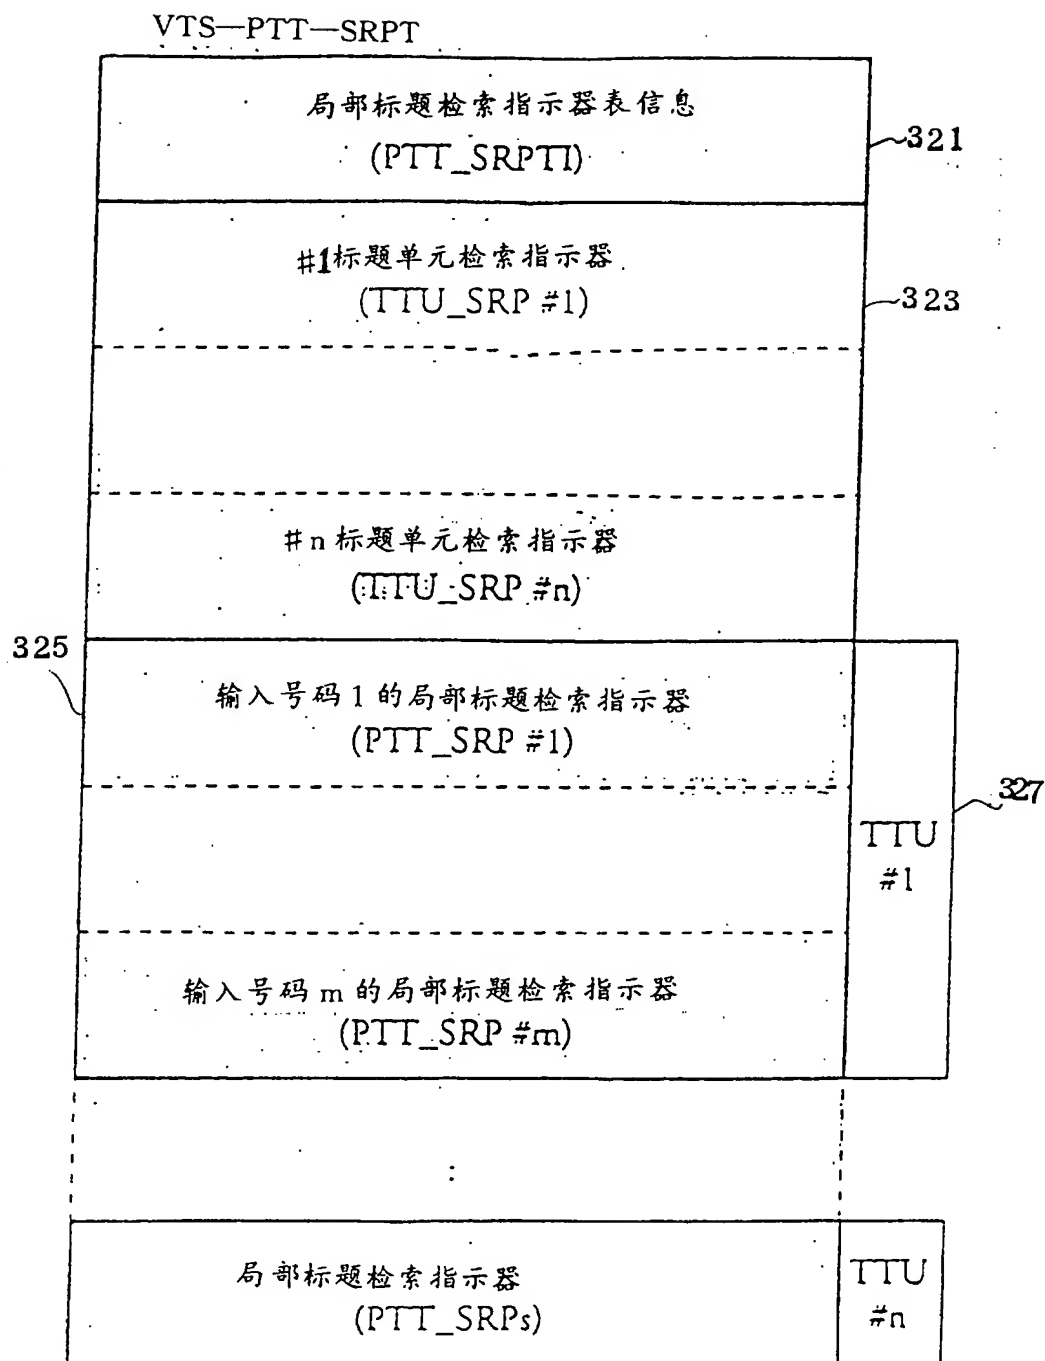 VTS—PTT—SRPT
局部标题检索指示器表信息
(PTT_SRPTI)
321
#1标题单元检索指示器
(TTU_SRP #1)
323
#n标题单元检索指示器
(TTU_SRP #n)
325
输入号码1的局部标题检索指示器
(PTT_SRP #1)
327
TTU
#1
输入号码m的局部标题检索指示器
(PTT_SRP #m)
局部标题检索指示器
(PTT_SRPs)
TTU
#n